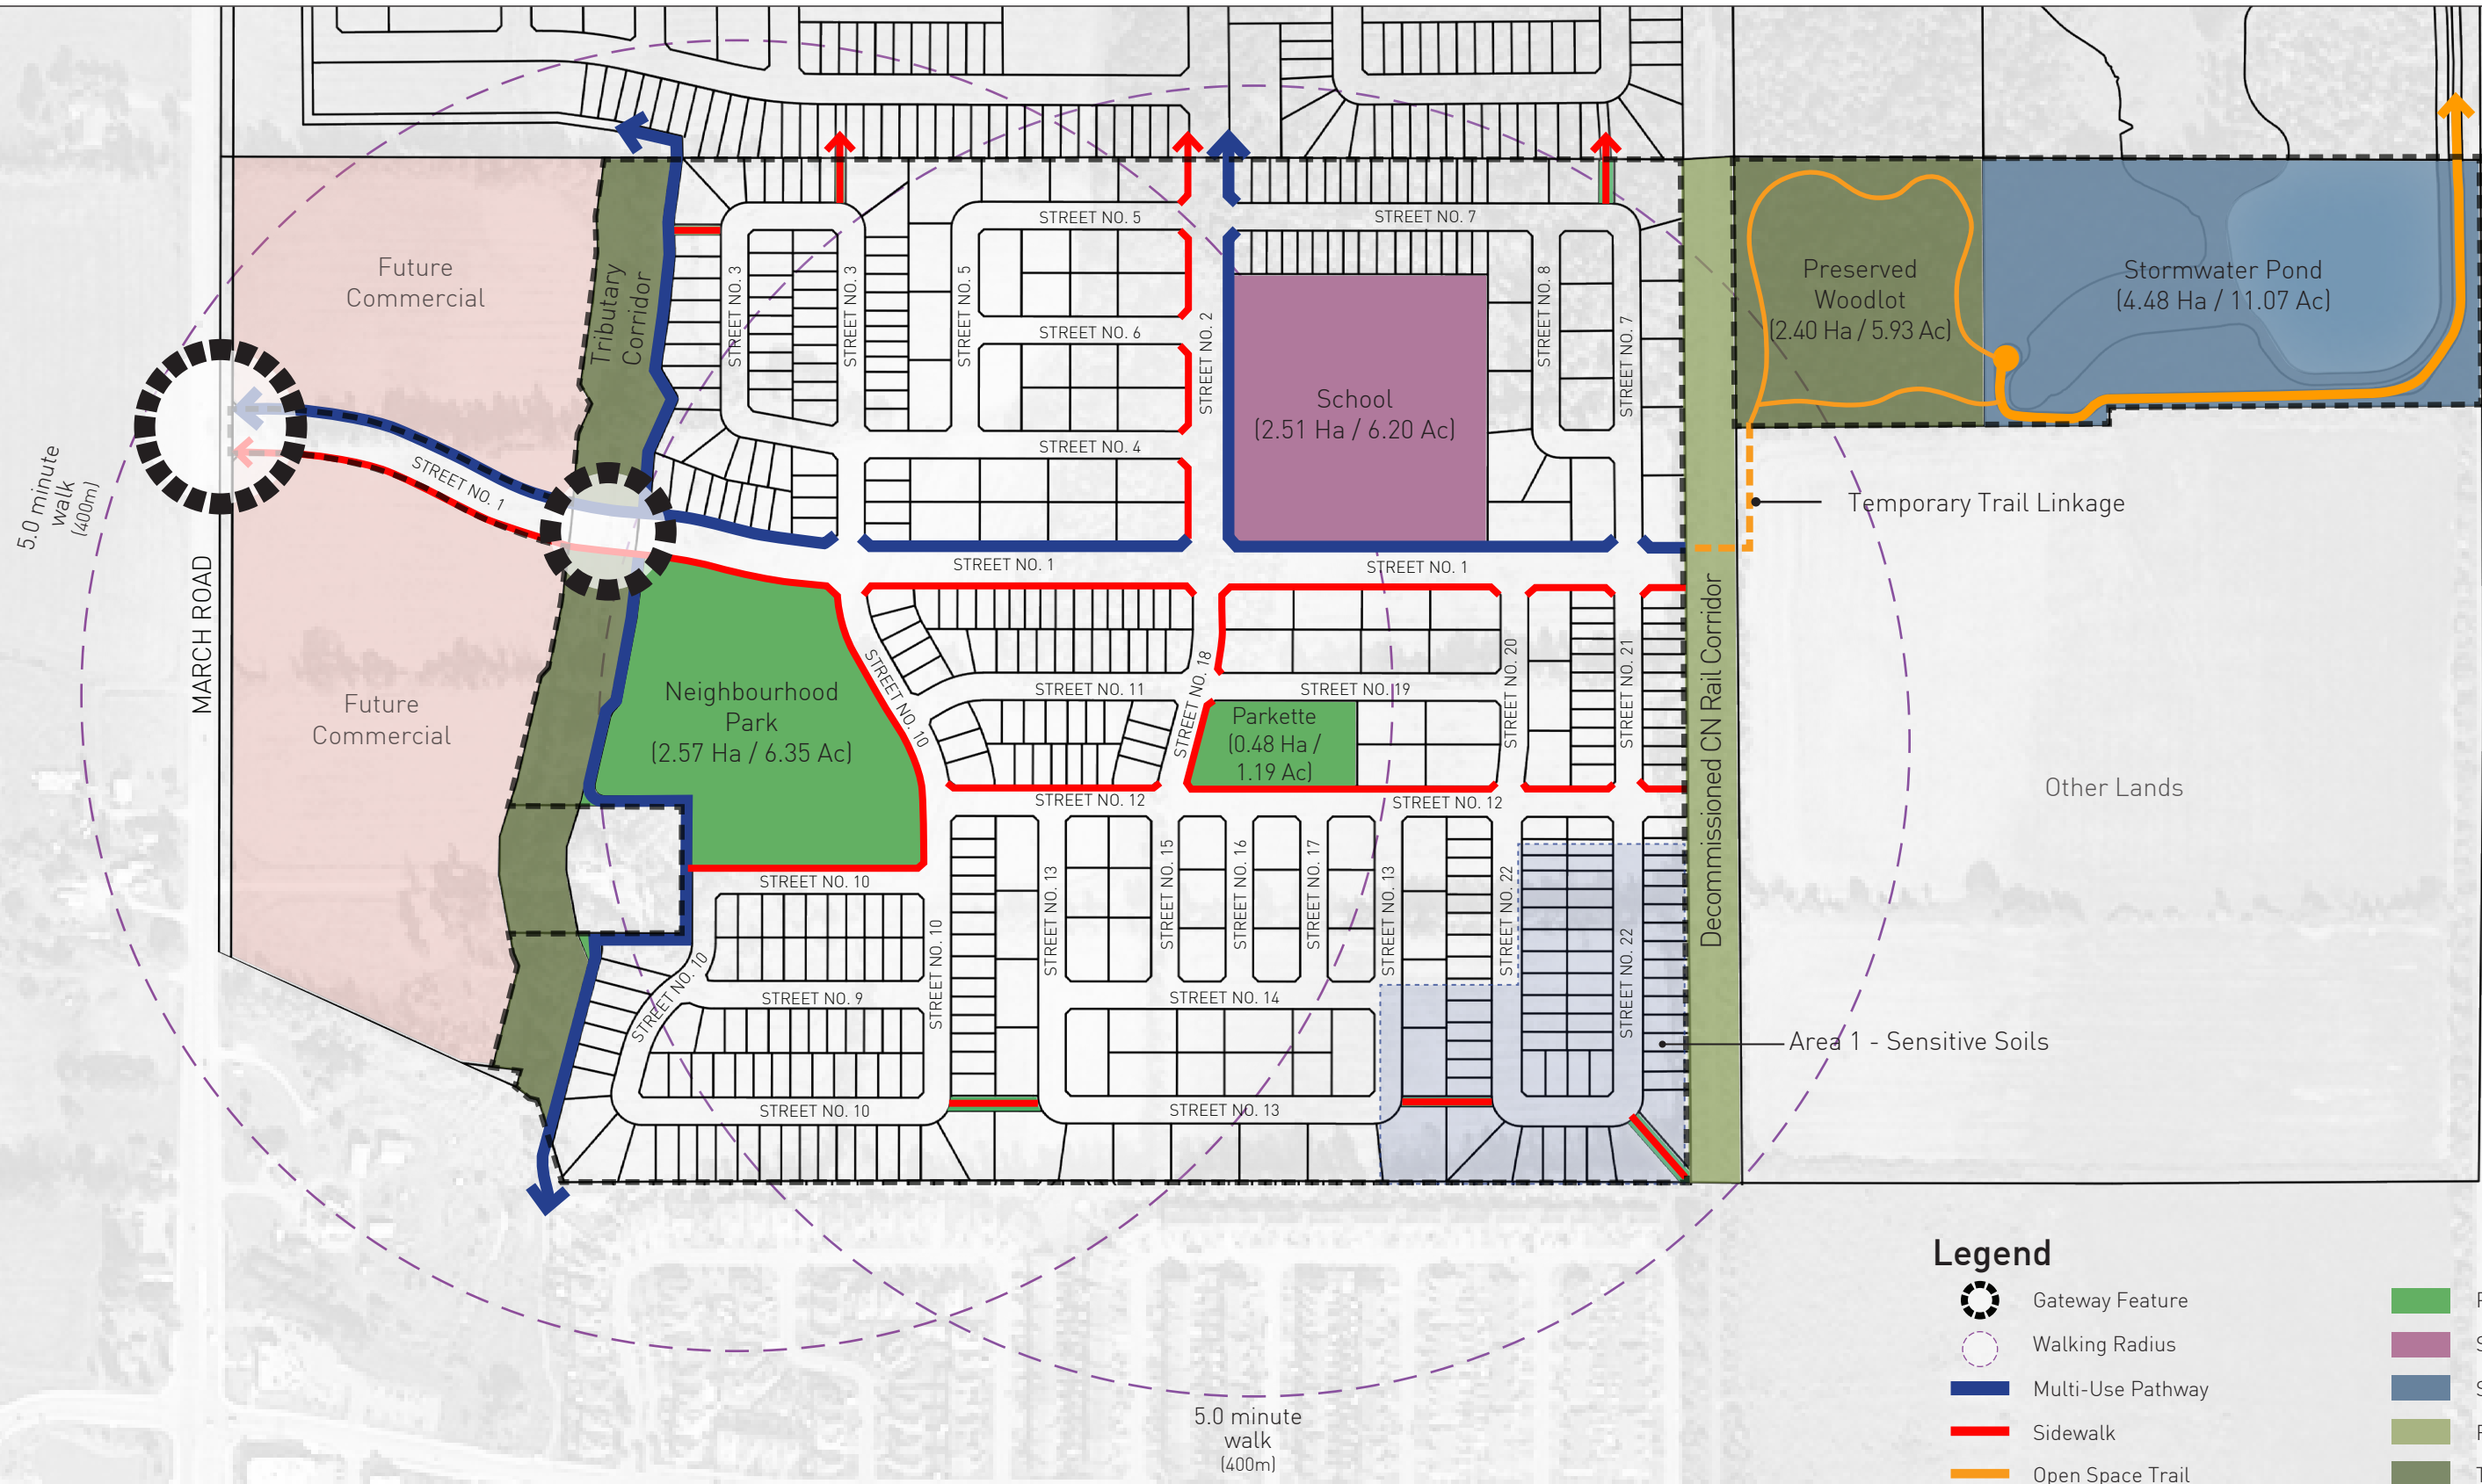 Future
Commercial
Tributary
Corridor
STREET NO. 3
STREET NO. 3
STREET NO. 5
STREET NO. 5
STREET NO. 6
STREET NO. 4
STREET NO. 2
STREET NO. 7
School
(2.51 Ha / 6.20 Ac)
STREET NO. 8
STREET NO. 7
Preserved
Woodlot
(2.40 Ha / 5.93 Ac)
Stormwater Pond
(4.48 Ha / 11.07 Ac)
5.0 minute
walk
(400m)
STREET NO. 1
STREET NO. 1
STREET NO. 1
Temporary Trail Linkage
MARCH ROAD
Future
Commercial
Neighbourhood
Park
(2.57 Ha / 6.35 Ac)
STREET NO. 10
STREET NO. 11
STREET NO. 18
STREET NO. 19
Parkette
(0.48 Ha /
1.19 Ac)
STREET NO. 20
STREET NO. 21
Decommissioned CN Rail Corridor
Other Lands
STREET NO. 12
STREET NO. 12
STREET NO. 10
STREET NO. 10
STREET NO. 9
STREET NO. 10
STREET NO. 10
STREET NO. 13
STREET NO. 15
STREET NO. 16
STREET NO. 17
STREET NO. 13
STREET NO. 22
STREET NO. 22
STREET NO. 14
STREET NO. 13
Area 1 - Sensitive Soils
5.0 minute
walk
(400m)
Legend
Gateway Feature
Walking Radius
Multi-Use Pathway
Sidewalk
Open Space Trail